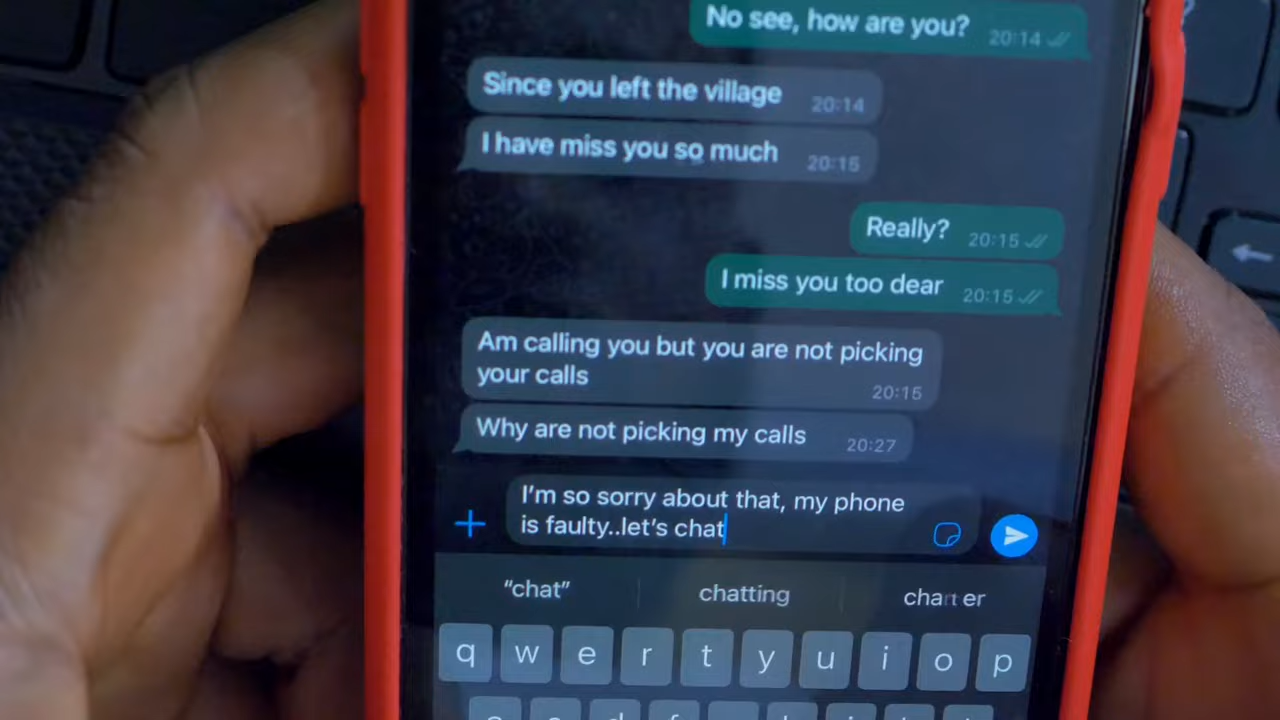 No see, how are you? 20:14
Since you left the village 20:14
I have miss you so much 20:15
Really? 20:15
I miss you too dear 20:15
Am calling you but you are not picking
your calls 20:15
Why are not picking my calls 20:27
I'm so sorry about that, my phone
is faulty..let's chat
"chat" chatting
q w e r t y u i o p